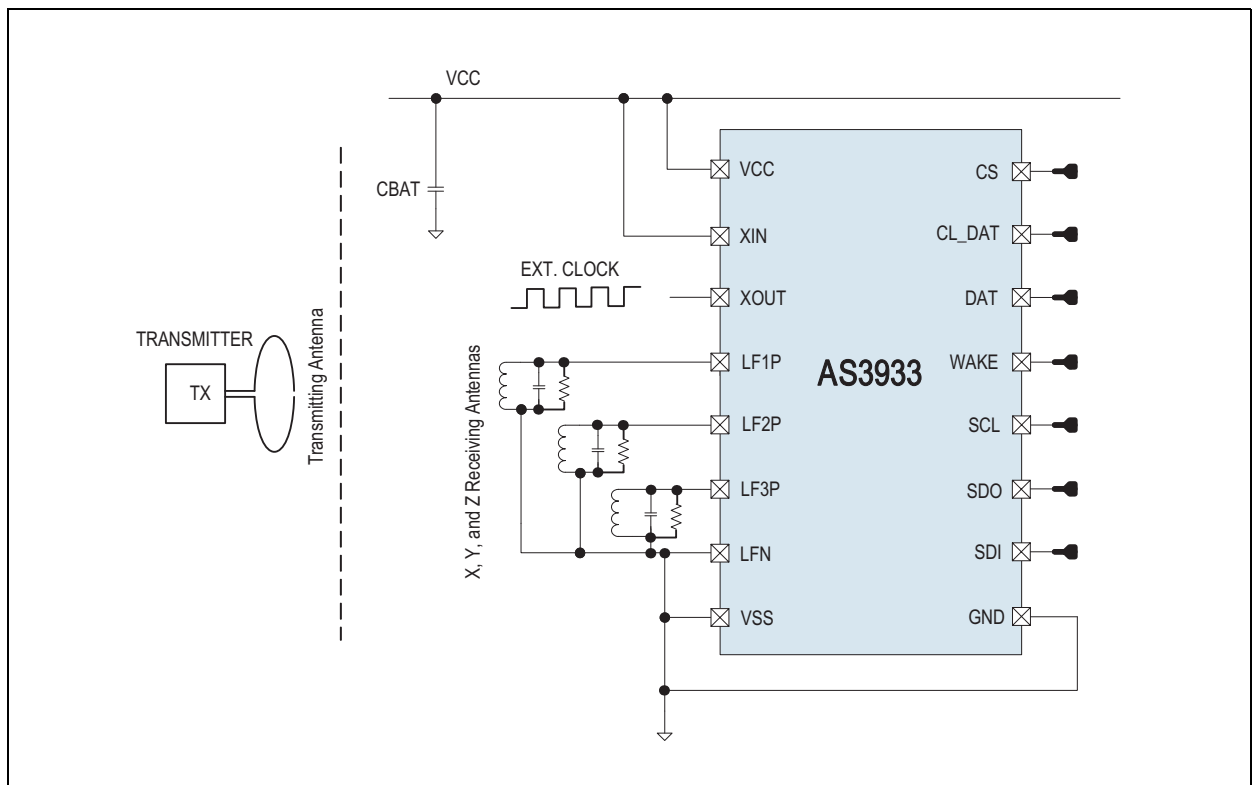 VCC
CBAT
EXT. CLOCK
TRANSMITTER
TX
Transmitting Antenna
X, Y, and Z Receiving Antennas
VCC
XIN
XOUT
LF1P
LF2P
LF3P
LFN
VSS
AS3933
CS
CL_DAT
DAT
WAKE
SCL
SDO
SDI
GND